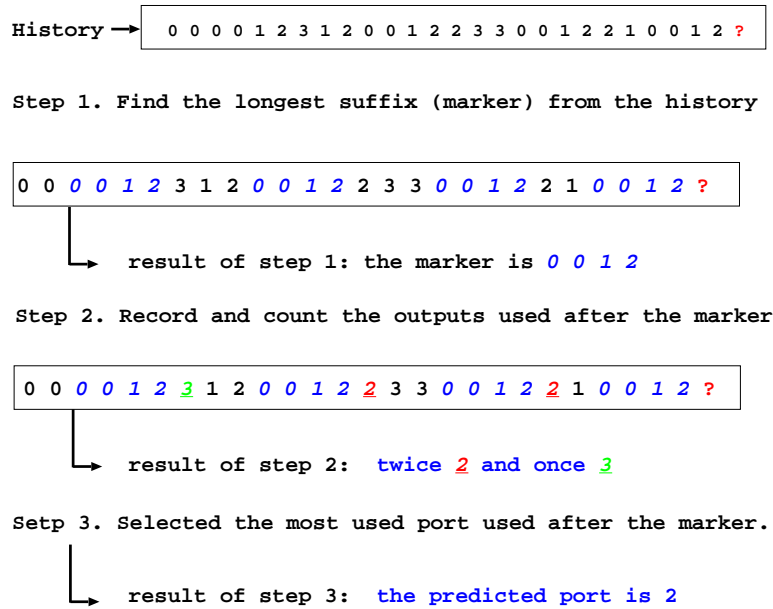 History 0 0 0 0 1 2 3 1 2 0 0 1 2 2 3 3 0 0 1 2 2 1 0 0 1 2 ?
Step 1. Find the longest suffix (marker) from the history
0 0 0 0 1 2 3 1 2 0 0 1 2 2 3 3 0 0 1 2 2 1 0 0 1 2 ?
result of step 1: the marker is 0 0 1 2
Step 2. Record and count the outputs used after the marker
0 0 0 0 1 2 3 1 2 0 0 1 2 2 3 3 0 0 1 2 2 1 0 0 1 2 ?
result of step 2: twice 2 and once 3
Setp 3. Selected the most used port used after the marker.
result of step 3: the predicted port is 2